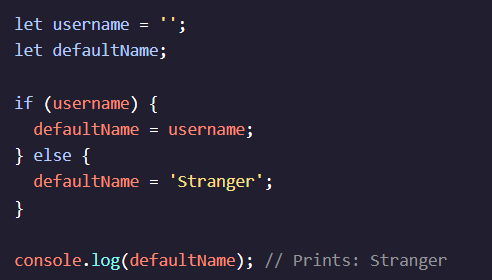 let username = '';
let defaultName;

if (username) {
  defaultName = username;
} else {
  defaultName = 'Stranger';
}

console.log(defaultName); // Prints: Stranger